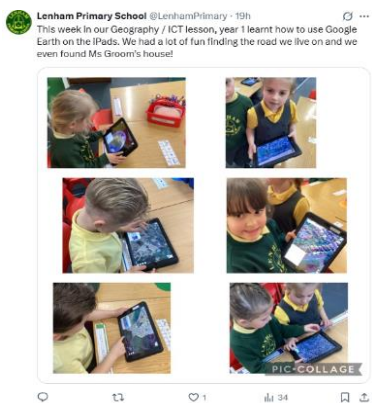 Lenham Primary School @LenhamPrimary · 19h
This week in our Geography / ICT lesson, year 1 learnt how to use Google
Earth on the IPads. We had a lot of fun finding the road we live on and we
even found Ms Groom's house!
PIC•COLLAGE
1
34